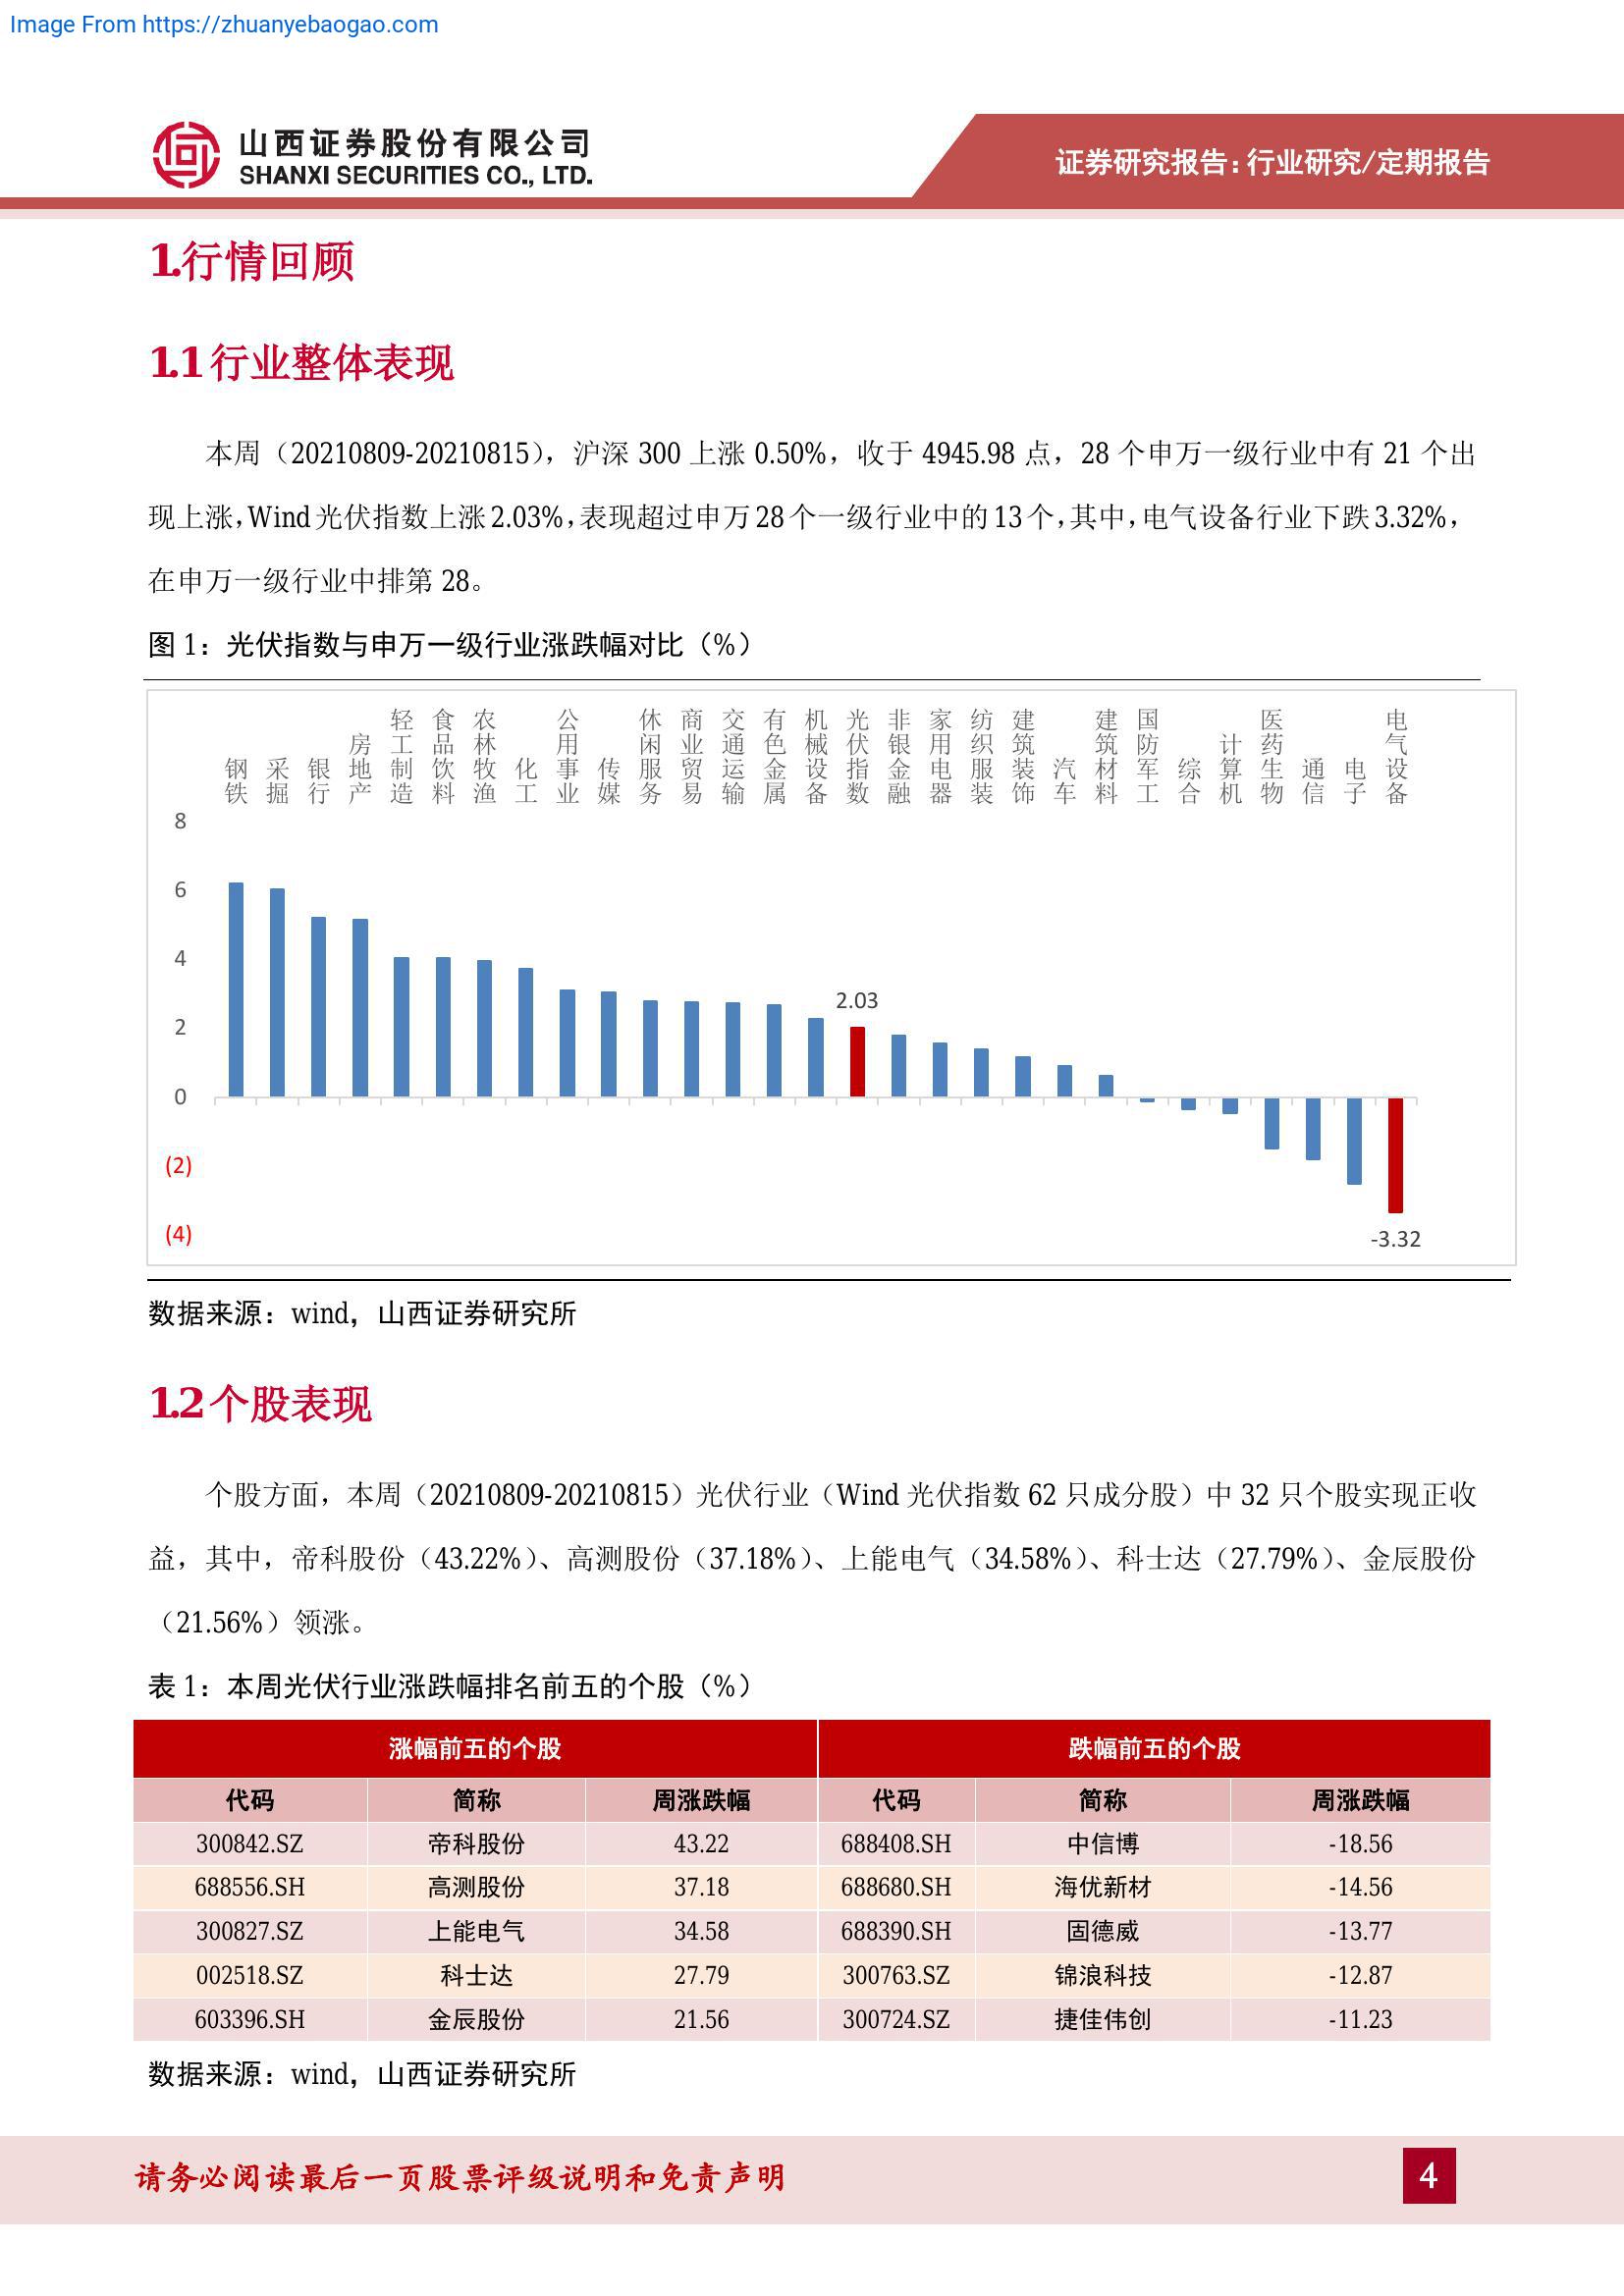 Image From https://zhuanyebaogao.com
山西证券股份有限公司
SHANXI SECURITIES CO., LTD.
证券研究报告:行业研究/定期报告
1.行情回顾
1.1 行业整体表现
本周（20210809-20210815），沪深 300 上涨 0.50%，收于 4945.98 点，28 个申万一级行业中有 21 个出
现上涨，Wind 光伏指数上涨 2.03%，表现超过申万 28 个一级行业中的 13 个，其中，电气设备行业下跌 3.32%，
在申万一级行业中排第 28。
图 1：光伏指数与申万一级行业涨跌幅对比（%）
钢铁 采掘 银行 房地产 轻工制造 食品饮料 农林牧渔 化工 公用事业 传媒 休闲服务 商业贸易 交通运输 有色金属 机械设备 光伏指数 非银金融 家用电器 纺织服装 建筑装饰 汽车 建筑材料 国防军工 综合 计算机 医药生物 通信 电子 电气设备
8
6
4
2.03
2
0
(2)
(4)
-3.32
数据来源：wind，山西证券研究所
1.2 个股表现
个股方面，本周（20210809-20210815）光伏行业（Wind 光伏指数 62 只成分股）中 32 只个股实现正收
益，其中，帝科股份（43.22%）、高测股份（37.18%）、上能电气（34.58%）、科士达（27.79%）、金辰股份
（21.56%）领涨。
表 1：本周光伏行业涨跌幅排名前五的个股（%）
涨幅前五的个股 跌幅前五的个股
代码 简称 周涨跌幅 代码 简称 周涨跌幅
300842.SZ 帝科股份 43.22 688408.SH 中信博 -18.56
688556.SH 高测股份 37.18 688680.SH 海优新材 -14.56
300827.SZ 上能电气 34.58 688390.SH 固德威 -13.77
002518.SZ 科士达 27.79 300763.SZ 锦浪科技 -12.87
603396.SH 金辰股份 21.56 300724.SZ 捷佳伟创 -11.23
数据来源：wind，山西证券研究所
请务必阅读最后一页股票评级说明和免责声明
4